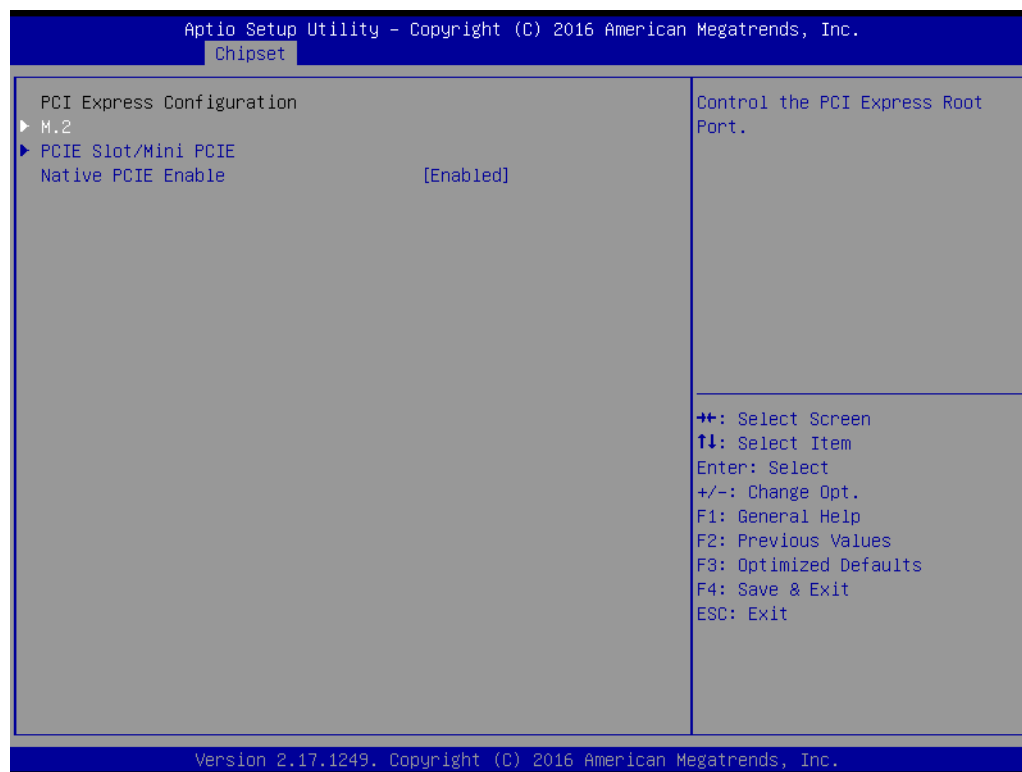 Aptio Setup Utility – Copyright (C) 2016 American Megatrends, Inc.
Chipset
PCI Express Configuration
▶ M.2
▶ PCIE Slot/Mini PCIE
Native PCIE Enable [Enabled]
Control the PCI Express Root
Port.
→←: Select Screen
↑↓: Select Item
Enter: Select
+/-: Change Opt.
F1: General Help
F2: Previous Values
F3: Optimized Defaults
F4: Save & Exit
ESC: Exit
Version 2.17.1249. Copyright (C) 2016 American Megatrends, Inc.